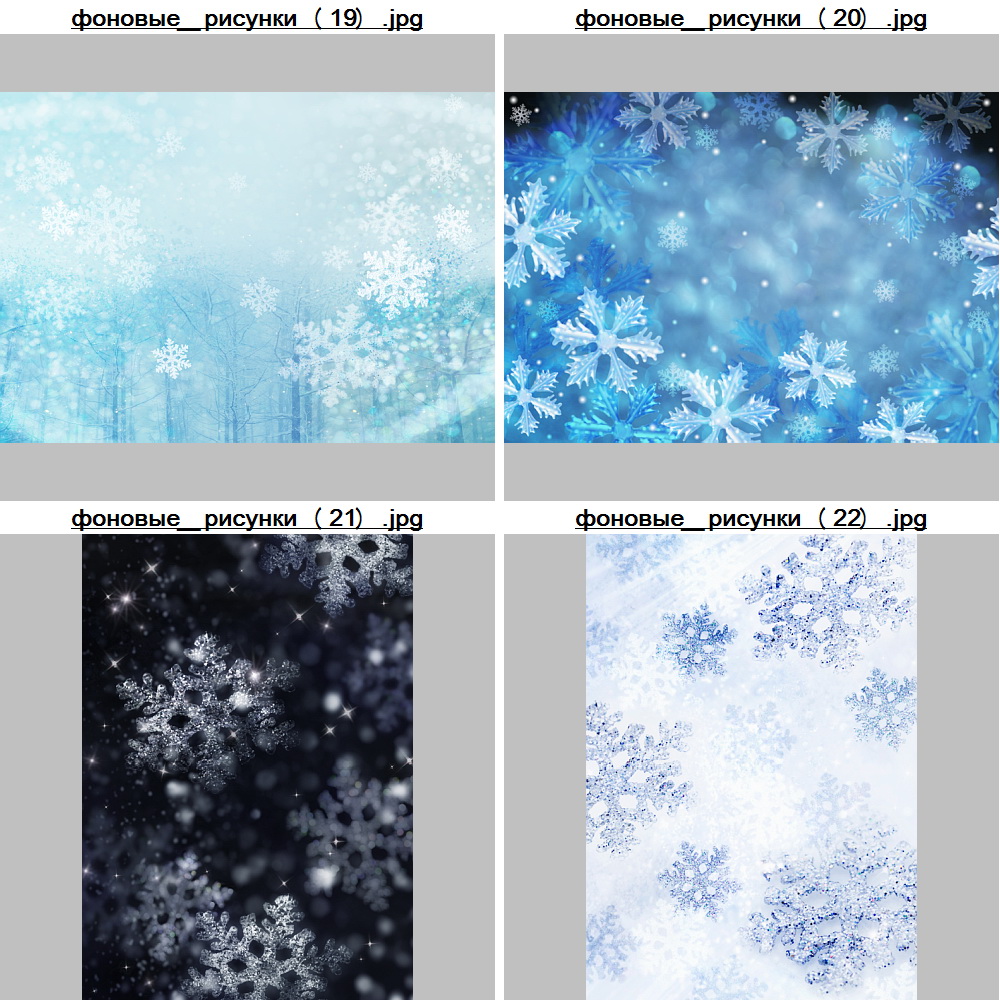 фоновые__рисунки (19) .jpg
фоновые__рисунки (20) .jpg
фоновые__рисунки (21) .jpg
фоновые__рисунки (22) .jpg